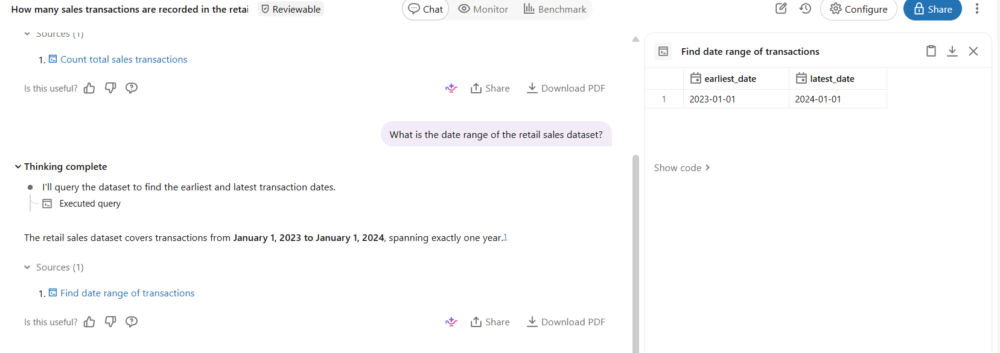 How many sales transactions are recorded in the retai
Reviewable
Chat
Monitor
Benchmark
Configure
Share
Sources (1)
1. Count total sales transactions
Is this useful?
Share
Download PDF
What is the date range of the retail sales dataset?
Thinking complete
I'll query the dataset to find the earliest and latest transaction dates.
Executed query
The retail sales dataset covers transactions from January 1, 2023 to January 1, 2024, spanning exactly one year.1
Sources (1)
1. Find date range of transactions
Is this useful?
Share
Download PDF
Find date range of transactions
earliest_date latest_date
1 2023-01-01 2024-01-01
Show code